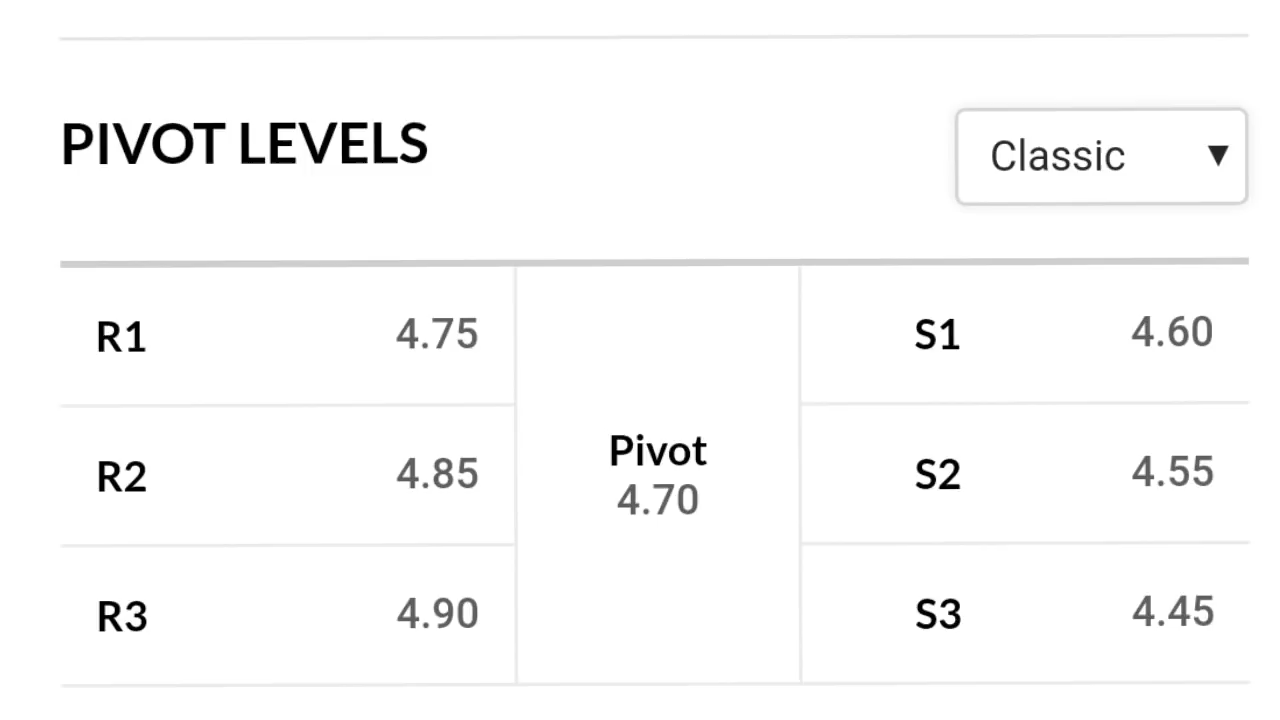 PIVOT LEVELS
Classic ▼
R1 4.75
R2 4.85
R3 4.90
Pivot
4.70
S1 4.60
S2 4.55
S3 4.45